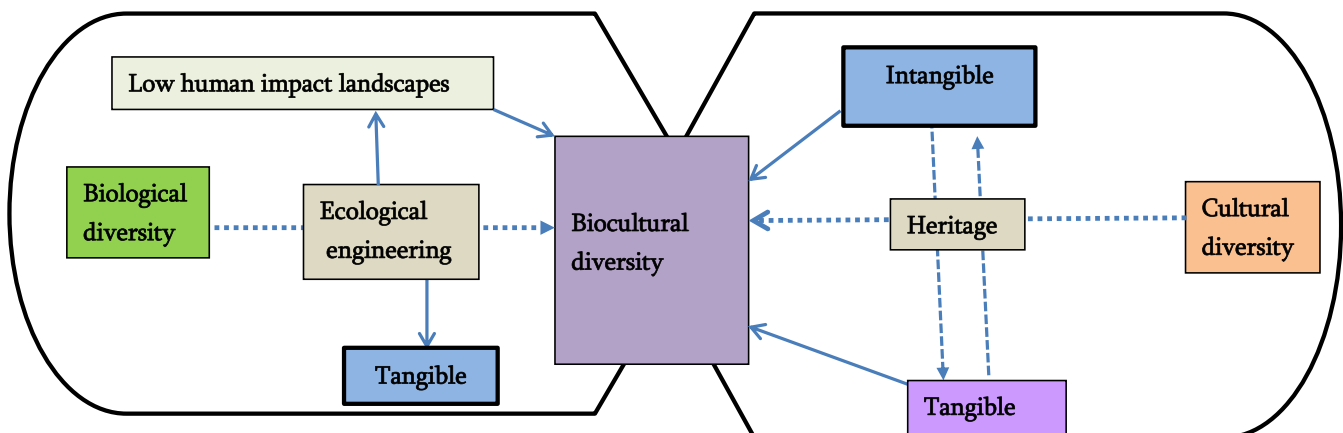 Low human impact landscapes
Biological
diversity
Ecological
engineering
Tangible
Biocultural
diversity
Intangible
Heritage
Tangible
Cultural
diversity